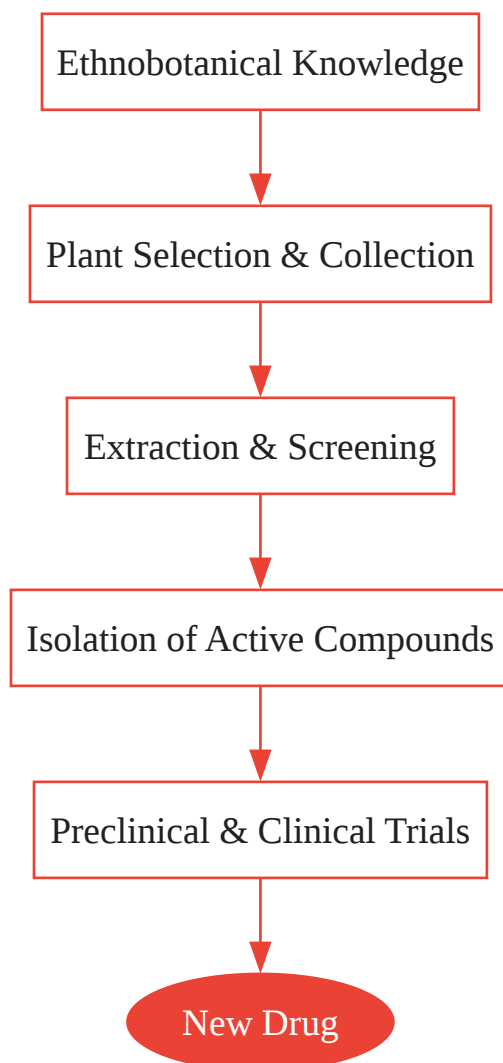 Ethnobotanical Knowledge
Plant Selection & Collection
Extraction & Screening
Isolation of Active Compounds
Preclinical & Clinical Trials
New Drug